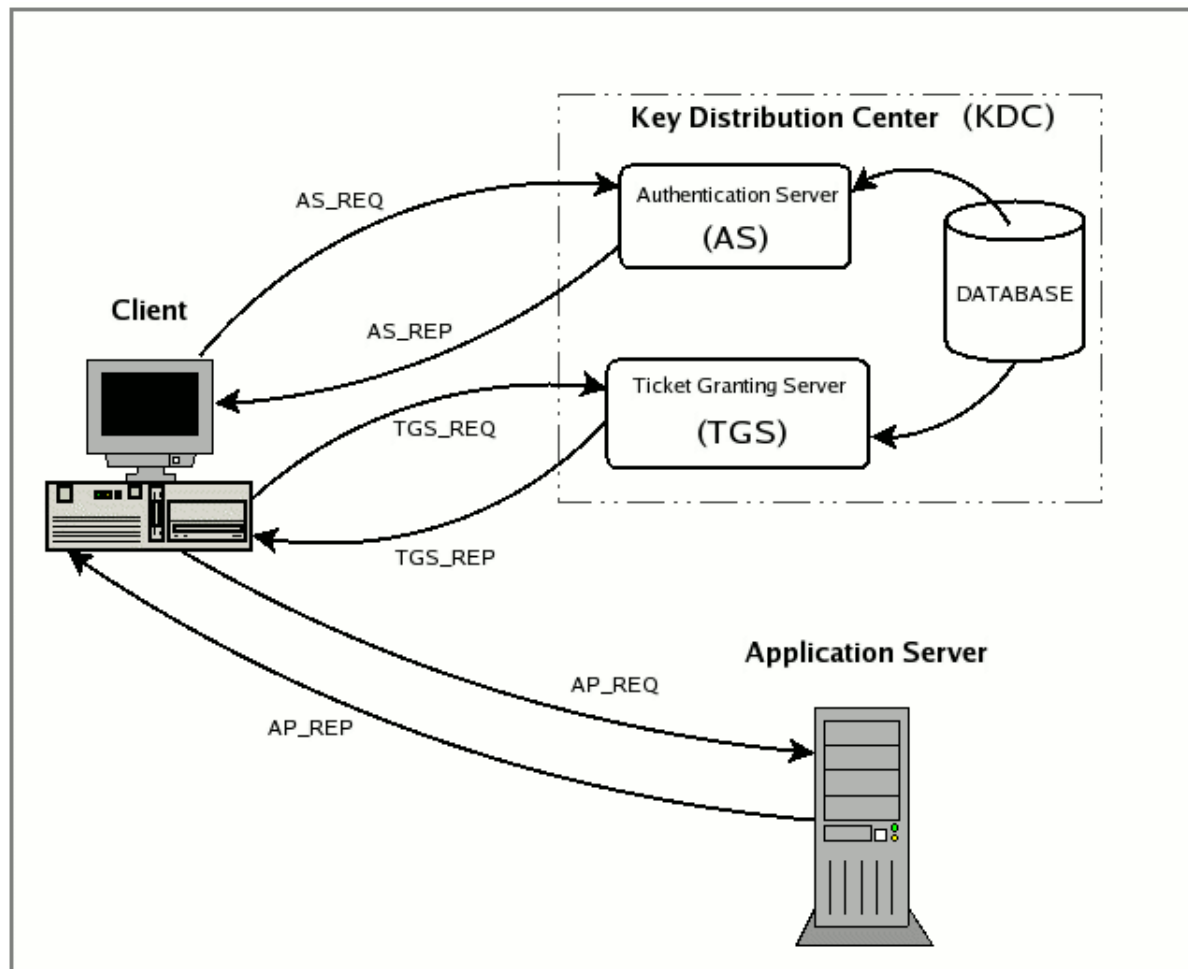 Key Distribution Center (KDC)
AS_REQ
Authentication Server
(AS)
DATABASE
Client
AS_REP
Ticket Granting Server
(TGS)
TGS_REQ
TGS_REP
Application Server
AP_REQ
AP_REP